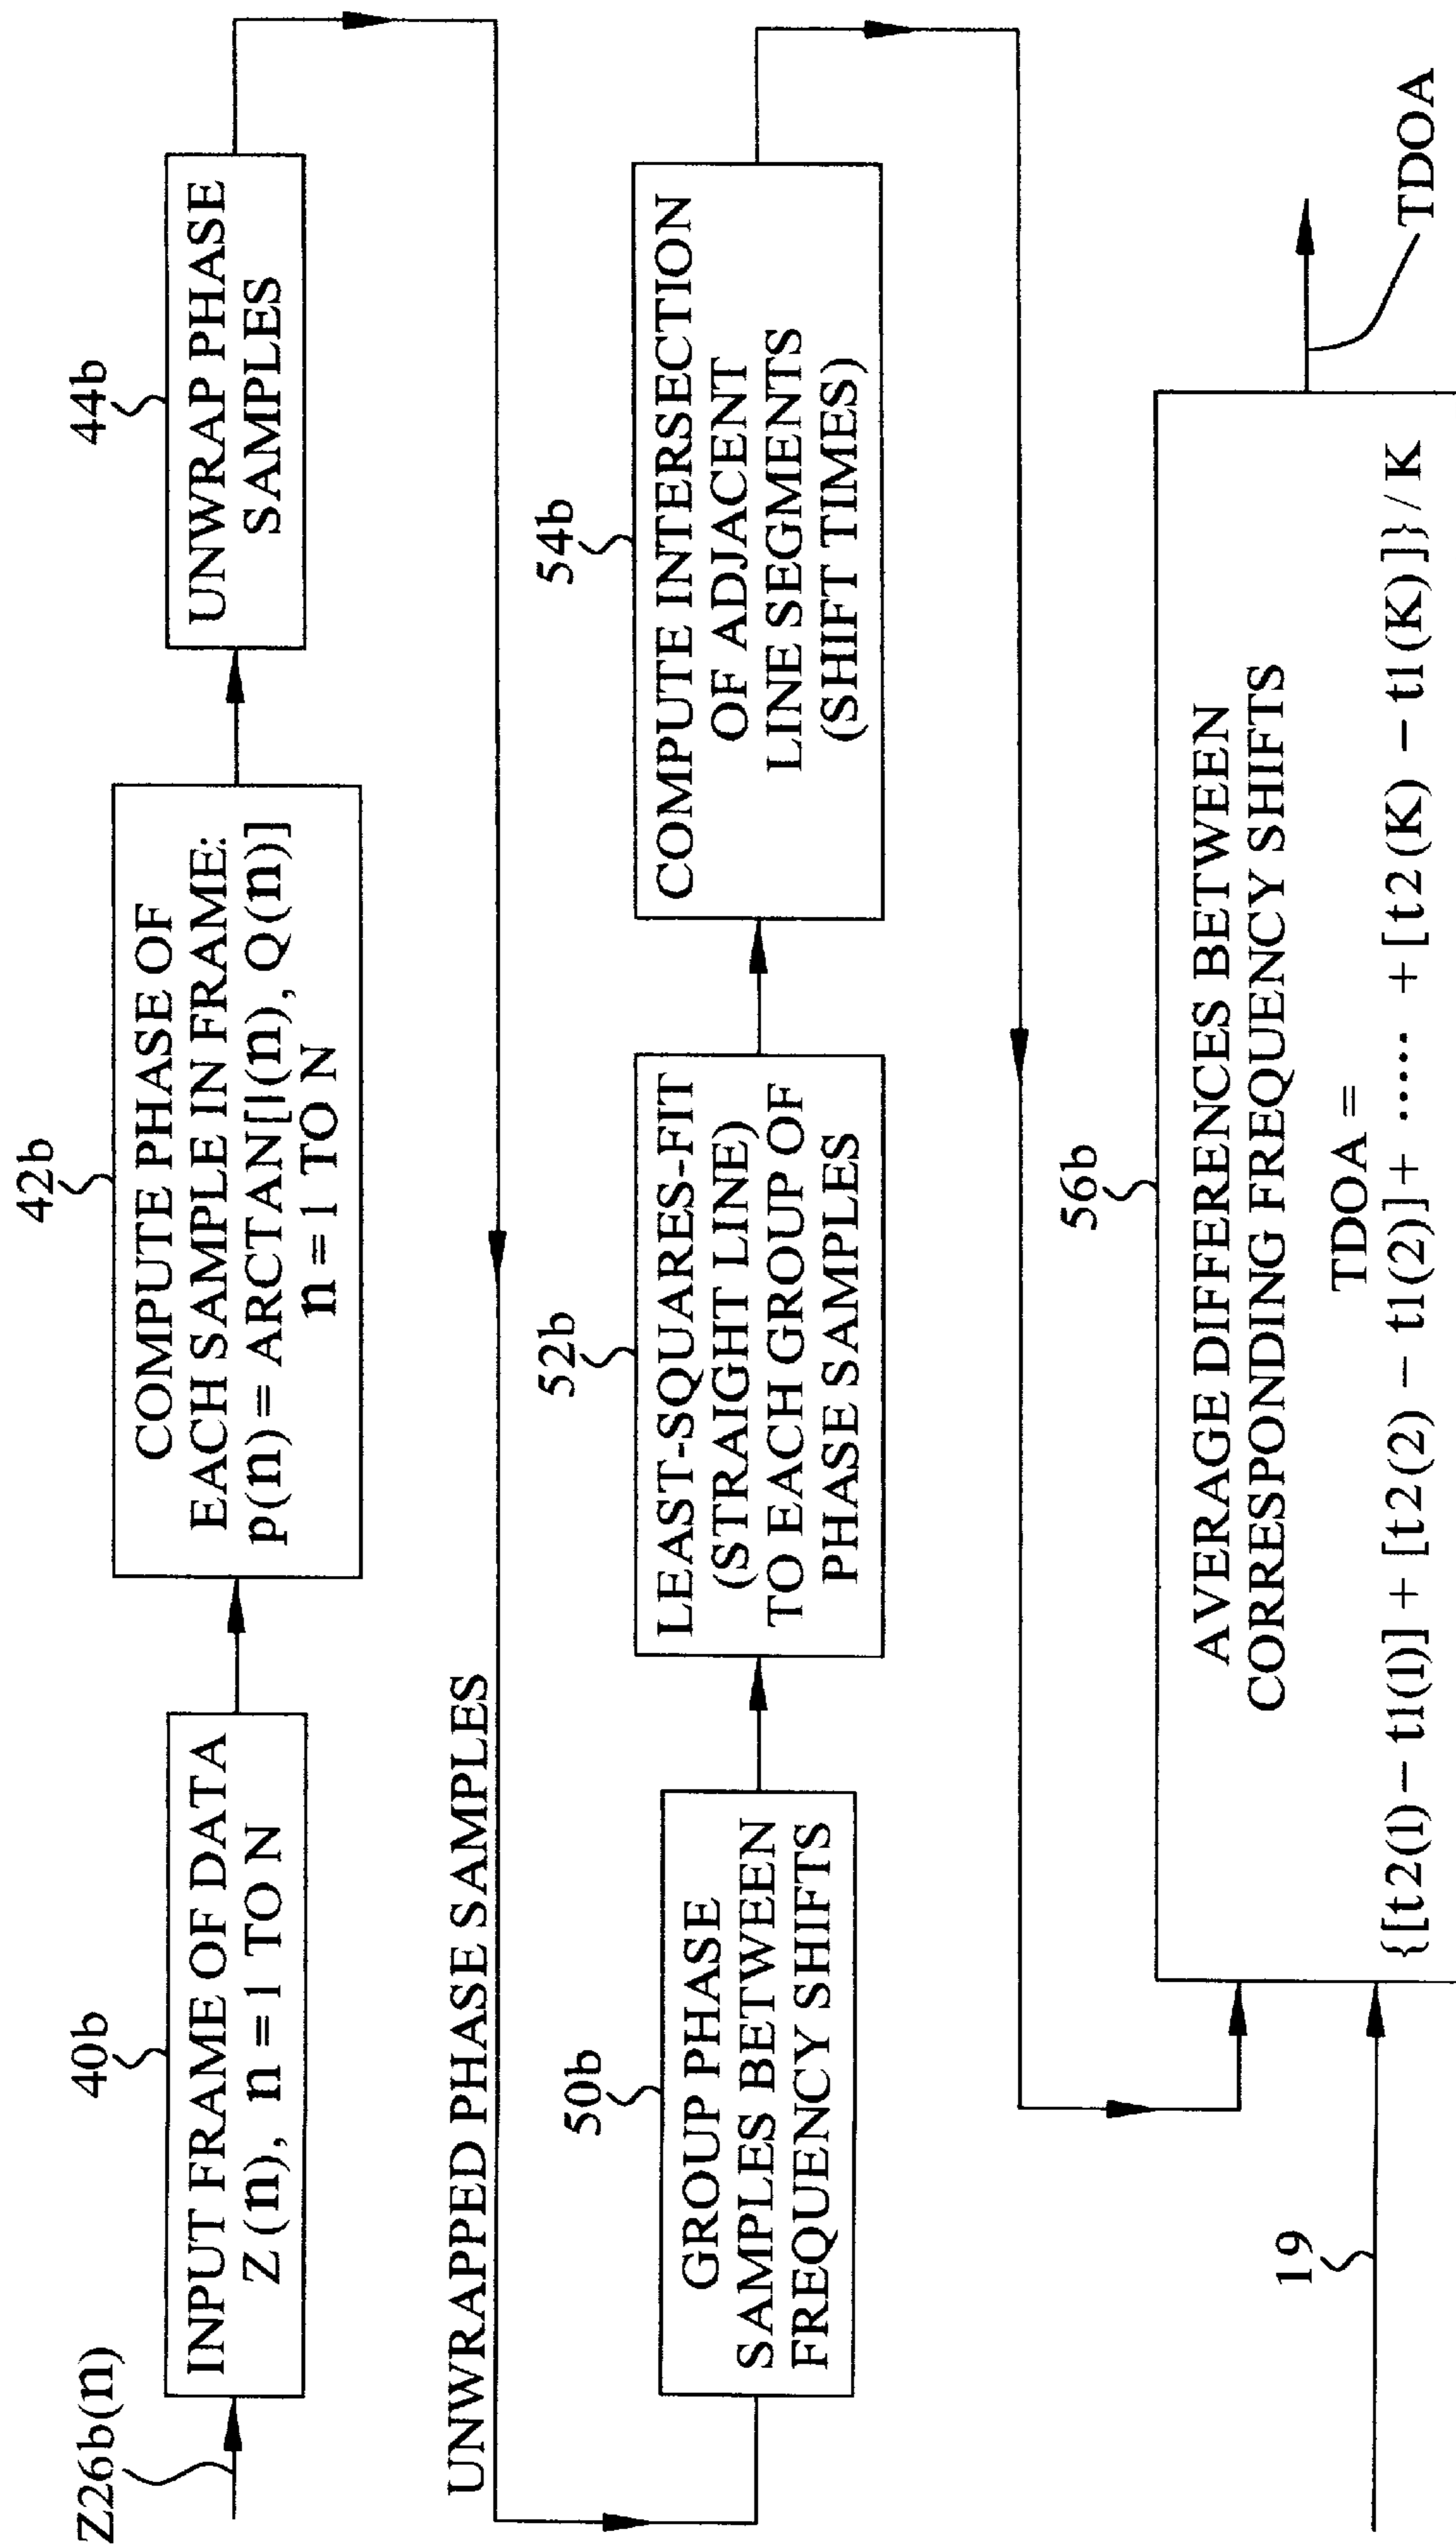 Z26b(n)
40b
INPUT FRAME OF DATA
Z(n), n = 1 TO N
42b
COMPUTE PHASE OF
EACH SAMPLE IN FRAME:
p(n) = ARCTAN[I(n), Q(n)]
n = 1 TO N
44b
UNWRAP PHASE
SAMPLES
UNWRAPPED PHASE SAMPLES
50b
GROUP PHASE
SAMPLES BETWEEN
FREQUENCY SHIFTS
52b
LEAST-SQUARES-FIT
(STRAIGHT LINE)
TO EACH GROUP OF
PHASE SAMPLES
54b
COMPUTE INTERSECTION
OF ADJACENT
LINE SEGMENTS
(SHIFT TIMES)
19
56b
AVERAGE DIFFERENCES BETWEEN
CORRESPONDING FREQUENCY SHIFTS
TDOA =
{[t2(1) – t1(1)] + [t2(2) – t1(2)] + ..... + [t2(K) – t1(K)]} / K
TDOA